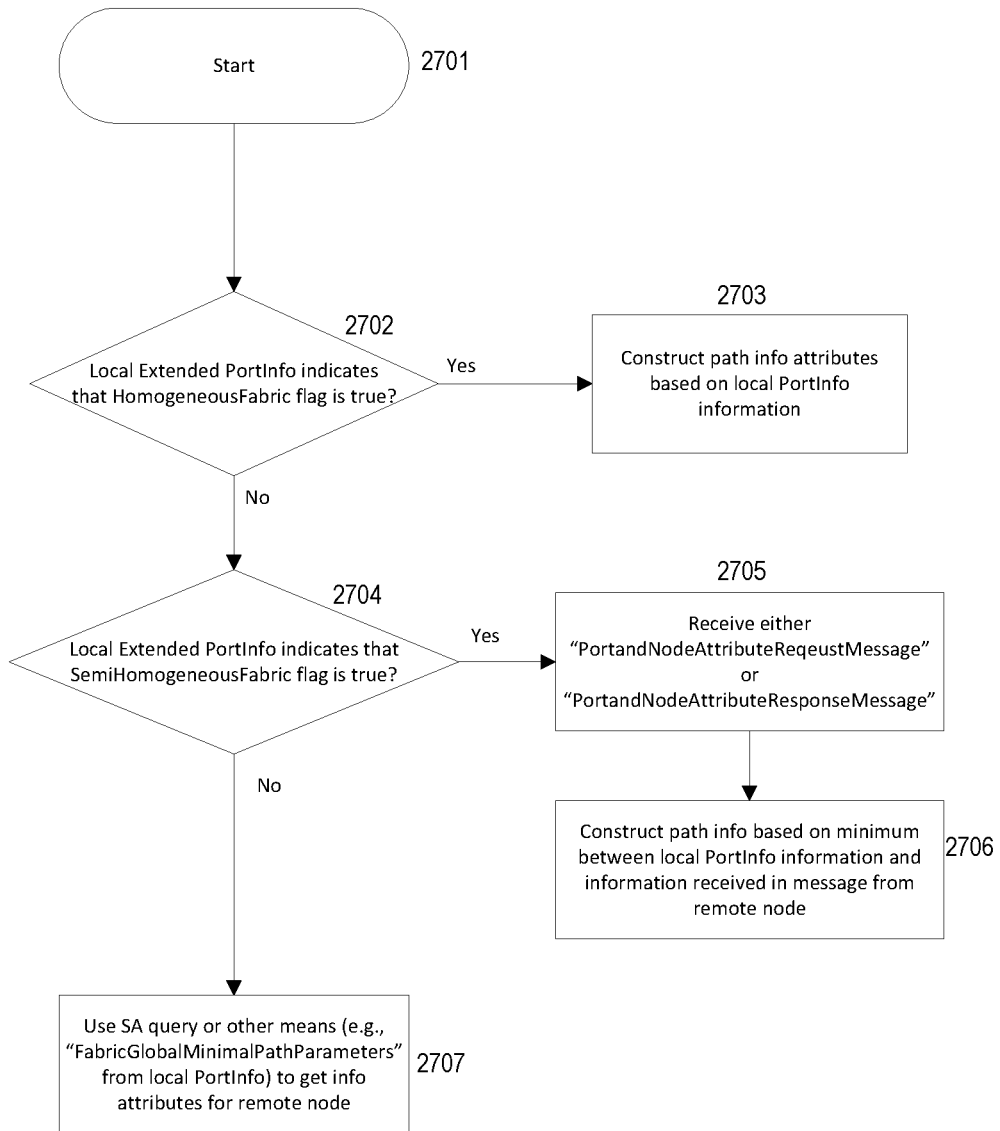 Start
2701
2702
Local Extended PortInfo indicates
that HomogeneousFabric flag is true?
Yes
2703
Construct path info attributes
based on local PortInfo
information
No
2704
Local Extended PortInfo indicates that
SemiHomogeneousFabric flag is true?
Yes
2705
Receive either
“PortandNodeAttributeReqeustMessage”
or
“PortandNodeAttributeResponseMessage”
No
Construct path info based on minimum
between local PortInfo information and
information received in message from
remote node
2706
Use SA query or other means (e.g.,
“FabricGlobalMinimalPathParameters”
from local PortInfo) to get info
attributes for remote node
2707